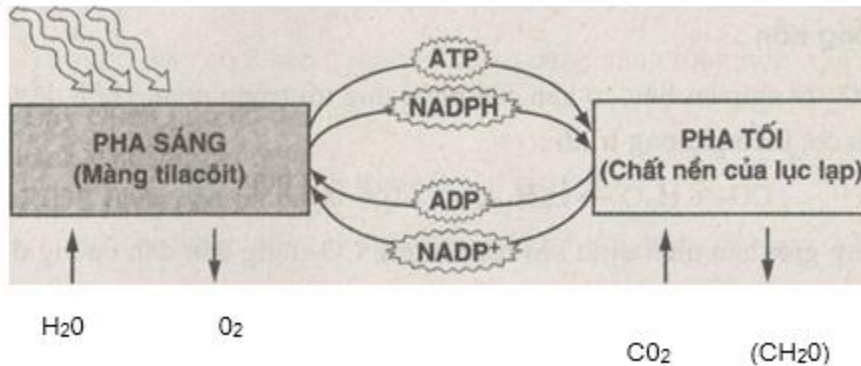 ATP
NADPH
PHA SÁNG
(Màng tilacôit)
PHA TỐI
(Chất nền của lục lạp)
ADP
NADP⁺
H₂0
0₂
C0₂
(CH₂0)